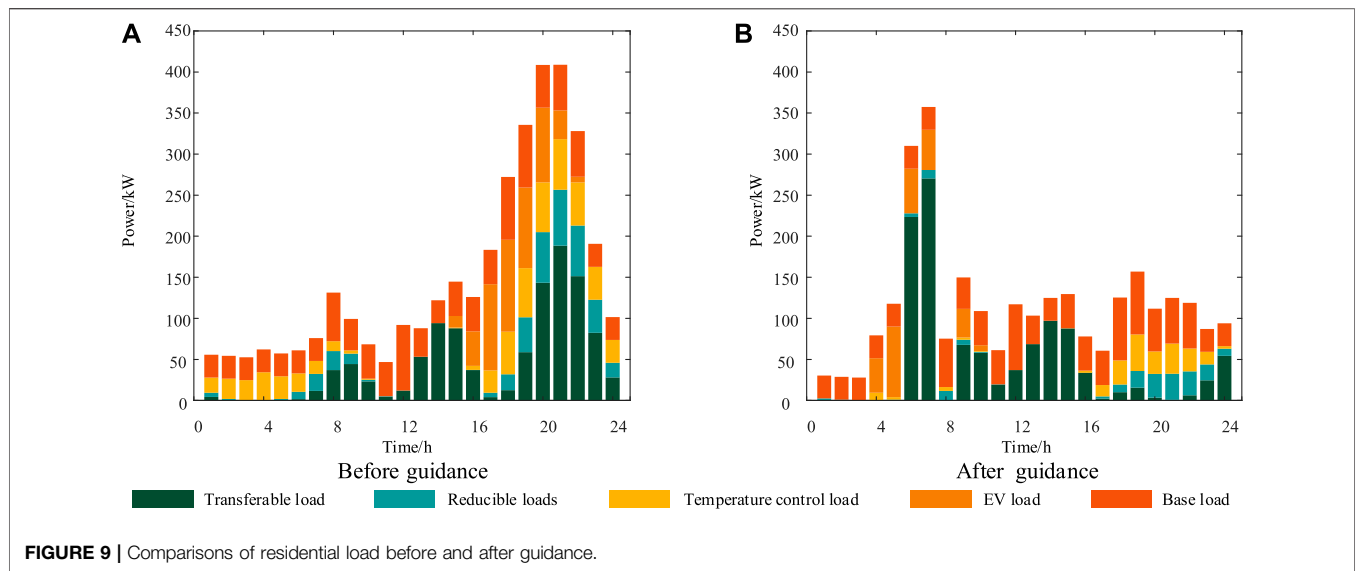 A
450
400
350
300
250
200
150
100
50
0
Power/kW
0 4 8 12 16 20 24
Time/h
Before guidance
B
450
400
350
300
250
200
150
100
50
0
Power/kW
0 4 8 12 16 20 24
Time/h
After guidance
Transferable load
Reducible loads
Temperature control load
EV load
Base load
FIGURE 9 | Comparisons of residential load before and after guidance.